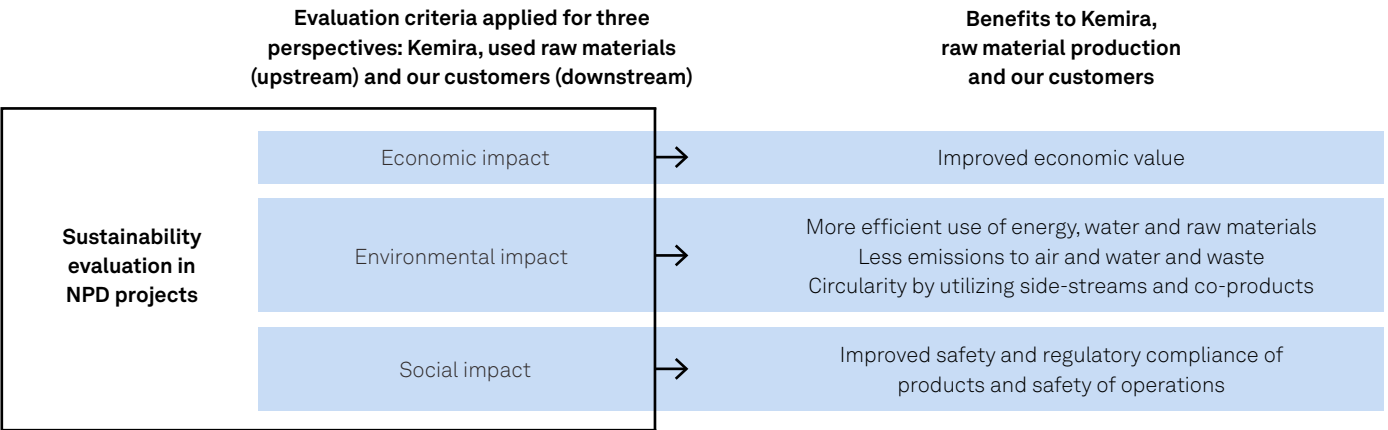 Evaluation criteria applied for three
perspectives: Kemira, used raw materials
(upstream) and our customers (downstream)
Benefits to Kemira,
raw material production
and our customers
Sustainability
evaluation in
NPD projects
Economic impact
Improved economic value
Environmental impact
More efficient use of energy, water and raw materials
Less emissions to air and water and waste
Circularity by utilizing side-streams and co-products
Social impact
Improved safety and regulatory compliance of
products and safety of operations